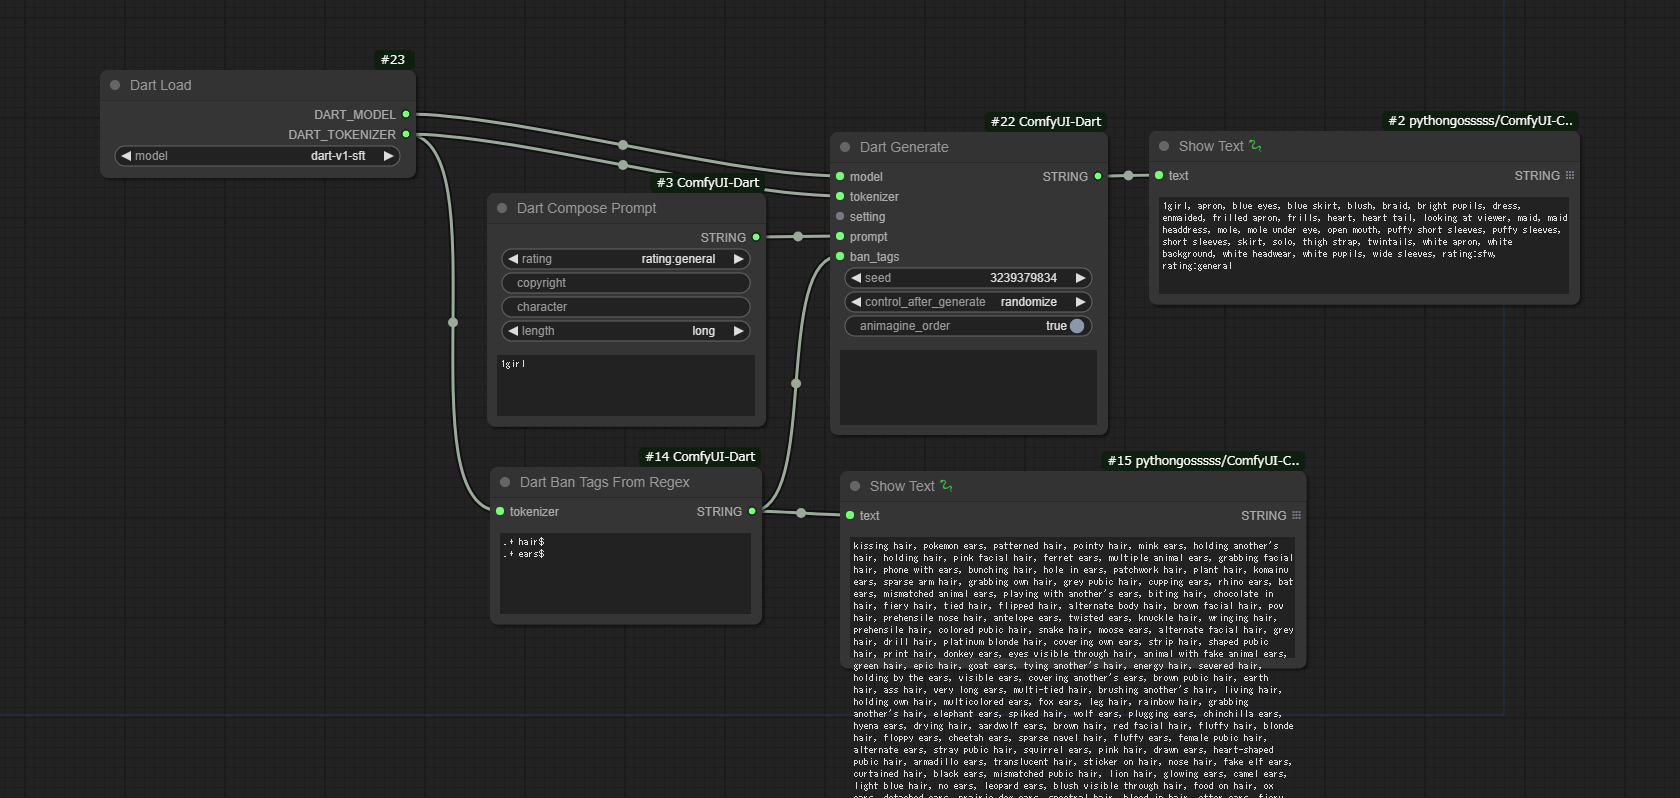 #23
Dart Load
DART_MODEL
DART_TOKENIZER
model dart-v1-sft
#3 ComfyUI-Dart
Dart Compose Prompt
STRING
rating rating:general
copyright
character
length long
1girl
#14 ComfyUI-Dart
Dart Ban Tags From Regex
tokenizer STRING
.+ hair$
.+ ears$
#22 ComfyUI-Dart
Dart Generate
model STRING
tokenizer
setting
prompt
ban_tags
seed 3239379834
control_after_generate randomize
animagine_order true
#2 pythongosssss/ComfyUI-C..
Show Text
text STRING
1girl, apron, blue eyes, blue skirt, blush, braid, bright pupils, dress,
enmaided, frilled apron, frills, heart, heart tail, looking at viewer, maid, maid
headdress, mole, mole under eye, open mouth, puffy short sleeves, puffy sleeves,
short sleeves, skirt, solo, thigh strap, twintails, white apron, white
background, white headwear, white pupils, wide sleeves, rating:sfw,
rating:general
#15 pythongosssss/ComfyUI-C..
Show Text
text STRING
kissing hair, pokemon ears, patterned hair, pointy hair, mink ears, holding another's
hair, holding hair, pink facial hair, ferret ears, multiple animal ears, grabbing facial
hair, phone with ears, bunching hair, hole in ears, patchwork hair, plant hair, komainu
ears, sparse arm hair, grabbing own hair, grey pubic hair, cupping ears, rhino ears, bat
ears, mismatched animal ears, playing with another's ears, biting hair, chocolate in
hair, fiery hair, tied hair, flipped hair, alternate body hair, brown facial hair, pov
hair, prehensile nose hair, antelope ears, twisted ears, knuckle hair, wringing hair,
prehensile hair, colored pubic hair, snake hair, moose ears, alternate facial hair, grey
hair, drill hair, platinum blonde hair, covering own ears, strip hair, shaped pubic
hair, print hair, donkey ears, eyes visible through hair, animal with fake animal ears,
green hair, epic hair, goat ears, tying another's hair, energy hair, severed hair,
holding by the ears, visible ears, covering another's ears, brown pubic hair, earth
hair, ass hair, very long ears, multi-tied hair, brushing another's hair, living hair,
holding own hair, multicolored ears, fox ears, leg hair, rainbow hair, grabbing
another's hair, elephant ears, spiked hair, wolf ears, plugging ears, chinchilla ears,
hyena ears, drying hair, aardwolf ears, brown hair, red facial hair, fluffy hair, blonde
hair, floppy ears, cheetah ears, sparse navel hair, fluffy ears, female pubic hair,
alternate ears, stray pubic hair, squirrel ears, pink hair, drawn ears, heart-shaped
pubic hair, armadillo ears, translucent hair, sticker on hair, nose hair, fake elf ears,
curtained hair, black ears, mismatched pubic hair, lion hair, glowing ears, camel ears,
light blue hair, no ears, leopard ears, blush visible through hair, food on hair, ox
ears, detached ears, prairie dog ears, spectral hair, blood in hair, otter ears, fiery